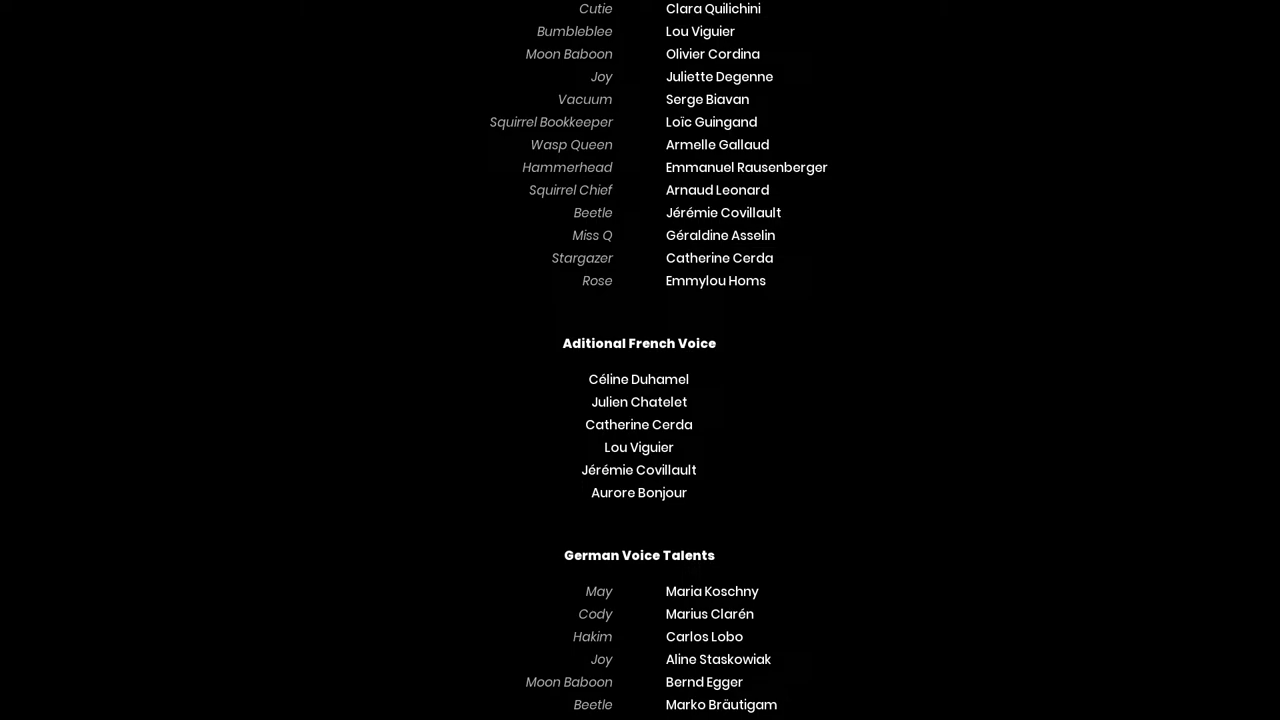 Cutie Clara Quilichini
Bumbleblee Lou Viguier
Moon Baboon Olivier Cordina
Joy Juliette Degenne
Vacuum Serge Biavan
Squirrel Bookkeeper Loïc Guingand
Wasp Queen Armelle Gallaud
Hammerhead Emmanuel Rausenberger
Squirrel Chief Arnaud Leonard
Beetle Jérémie Covillault
Miss Q Géraldine Asselin
Stargazer Catherine Cerda
Rose Emmylou Homs
Aditional French Voice
Céline Duhamel
Julien Chatelet
Catherine Cerda
Lou Viguier
Jérémie Covillault
Aurore Bonjour
German Voice Talents
May Maria Koschny
Cody Marius Clarén
Hakim Carlos Lobo
Joy Aline Staskowiak
Moon Baboon Bernd Egger
Beetle Marko Bräutigam